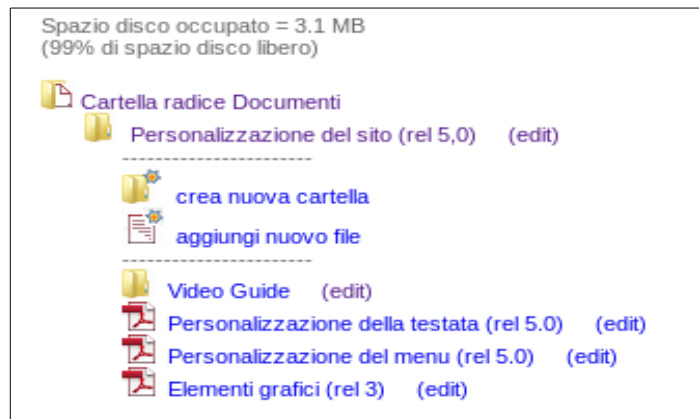 Spazio disco occupato = 3.1 MB
(99% di spazio disco libero)
Cartella radice Documenti
Personalizzazione del sito (rel 5,0) (edit)
-----------------------
crea nuova cartella
aggiungi nuovo file
-----------------------
Video Guide (edit)
Personalizzazione della testata (rel 5.0) (edit)
Personalizzazione del menu (rel 5.0) (edit)
Elementi grafici (rel 3) (edit)